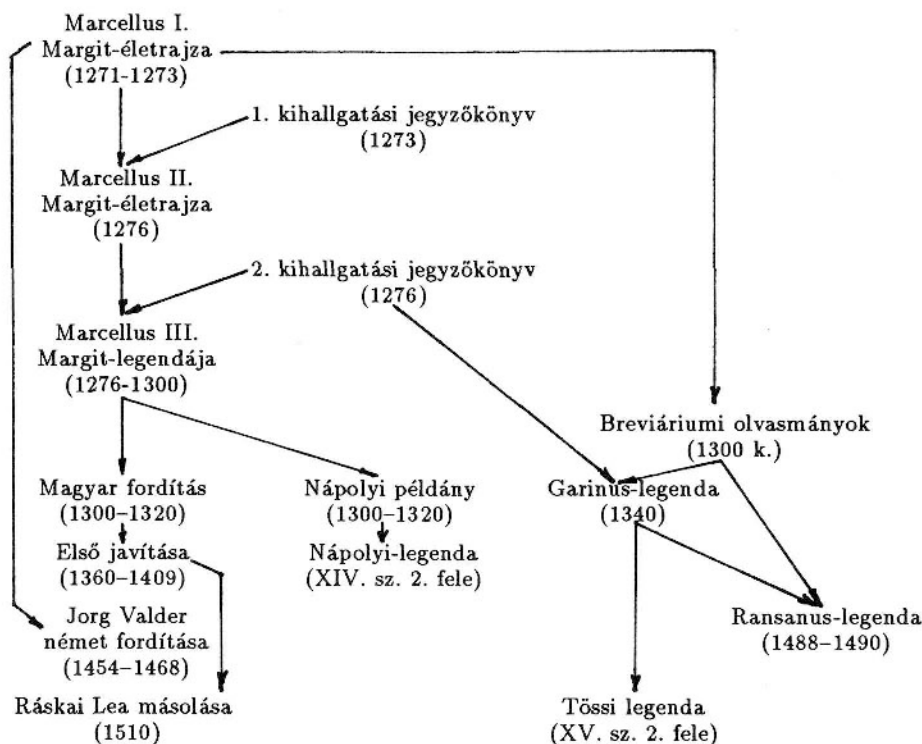 Marcellus I.
Margit-életrajza
(1271-1273)
1. kihallgatási jegyzőkönyv
(1273)
Marcellus II.
Margit-életrajza
(1276)
2. kihallgatási jegyzőkönyv
(1276)
Marcellus III.
Margit-legendája
(1276-1300)
Breviáriumi olvasmányok
(1300 k.)
Magyar fordítás
(1300–1320)
Nápolyi példány
(1300–1320)
Garinus-legenda
(1340)
Első javítása
(1360–1409)
Nápolyi-legenda
(XIV. sz. 2. fele)
Jorg Valder
német fordítása
(1454–1468)
Ransanus-legenda
(1488–1490)
Ráskai Lea másolása
(1510)
Tössi legenda
(XV. sz. 2. fele)